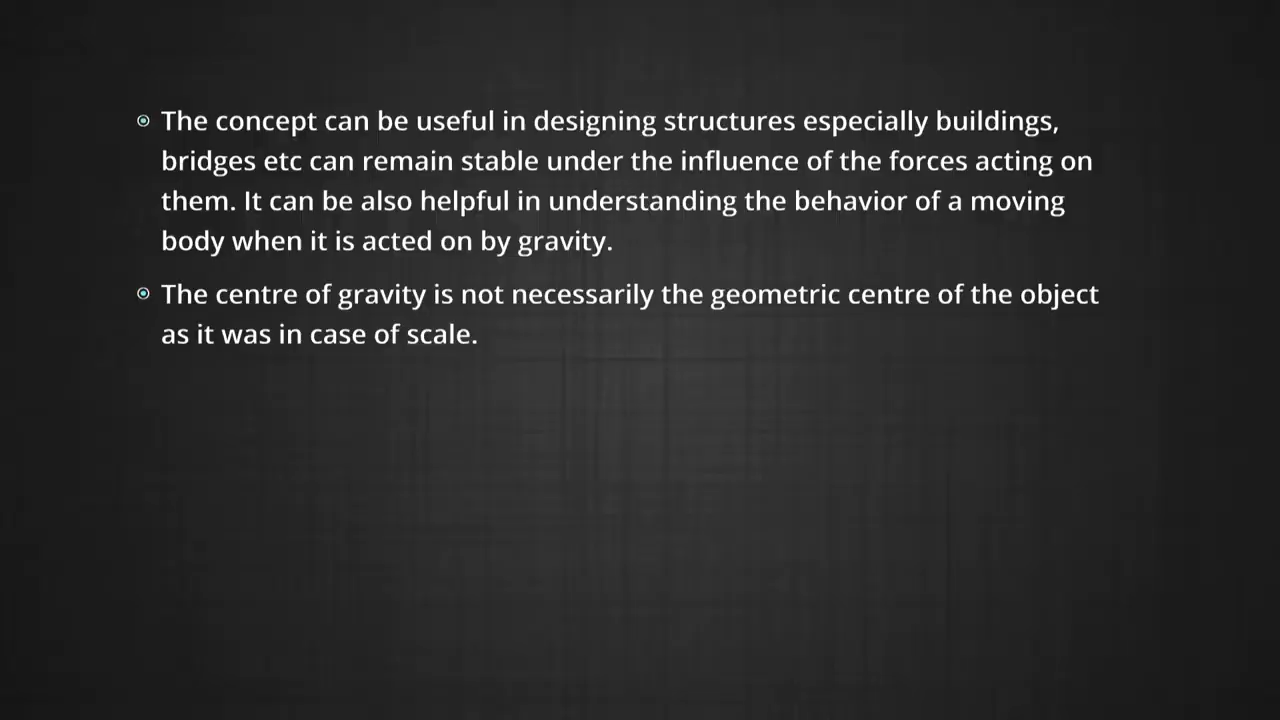 The concept can be useful in designing structures especially buildings,
bridges etc can remain stable under the influence of the forces acting on
them. It can be also helpful in understanding the behavior of a moving
body when it is acted on by gravity.
The centre of gravity is not necessarily the geometric centre of the object
as it was in case of scale.